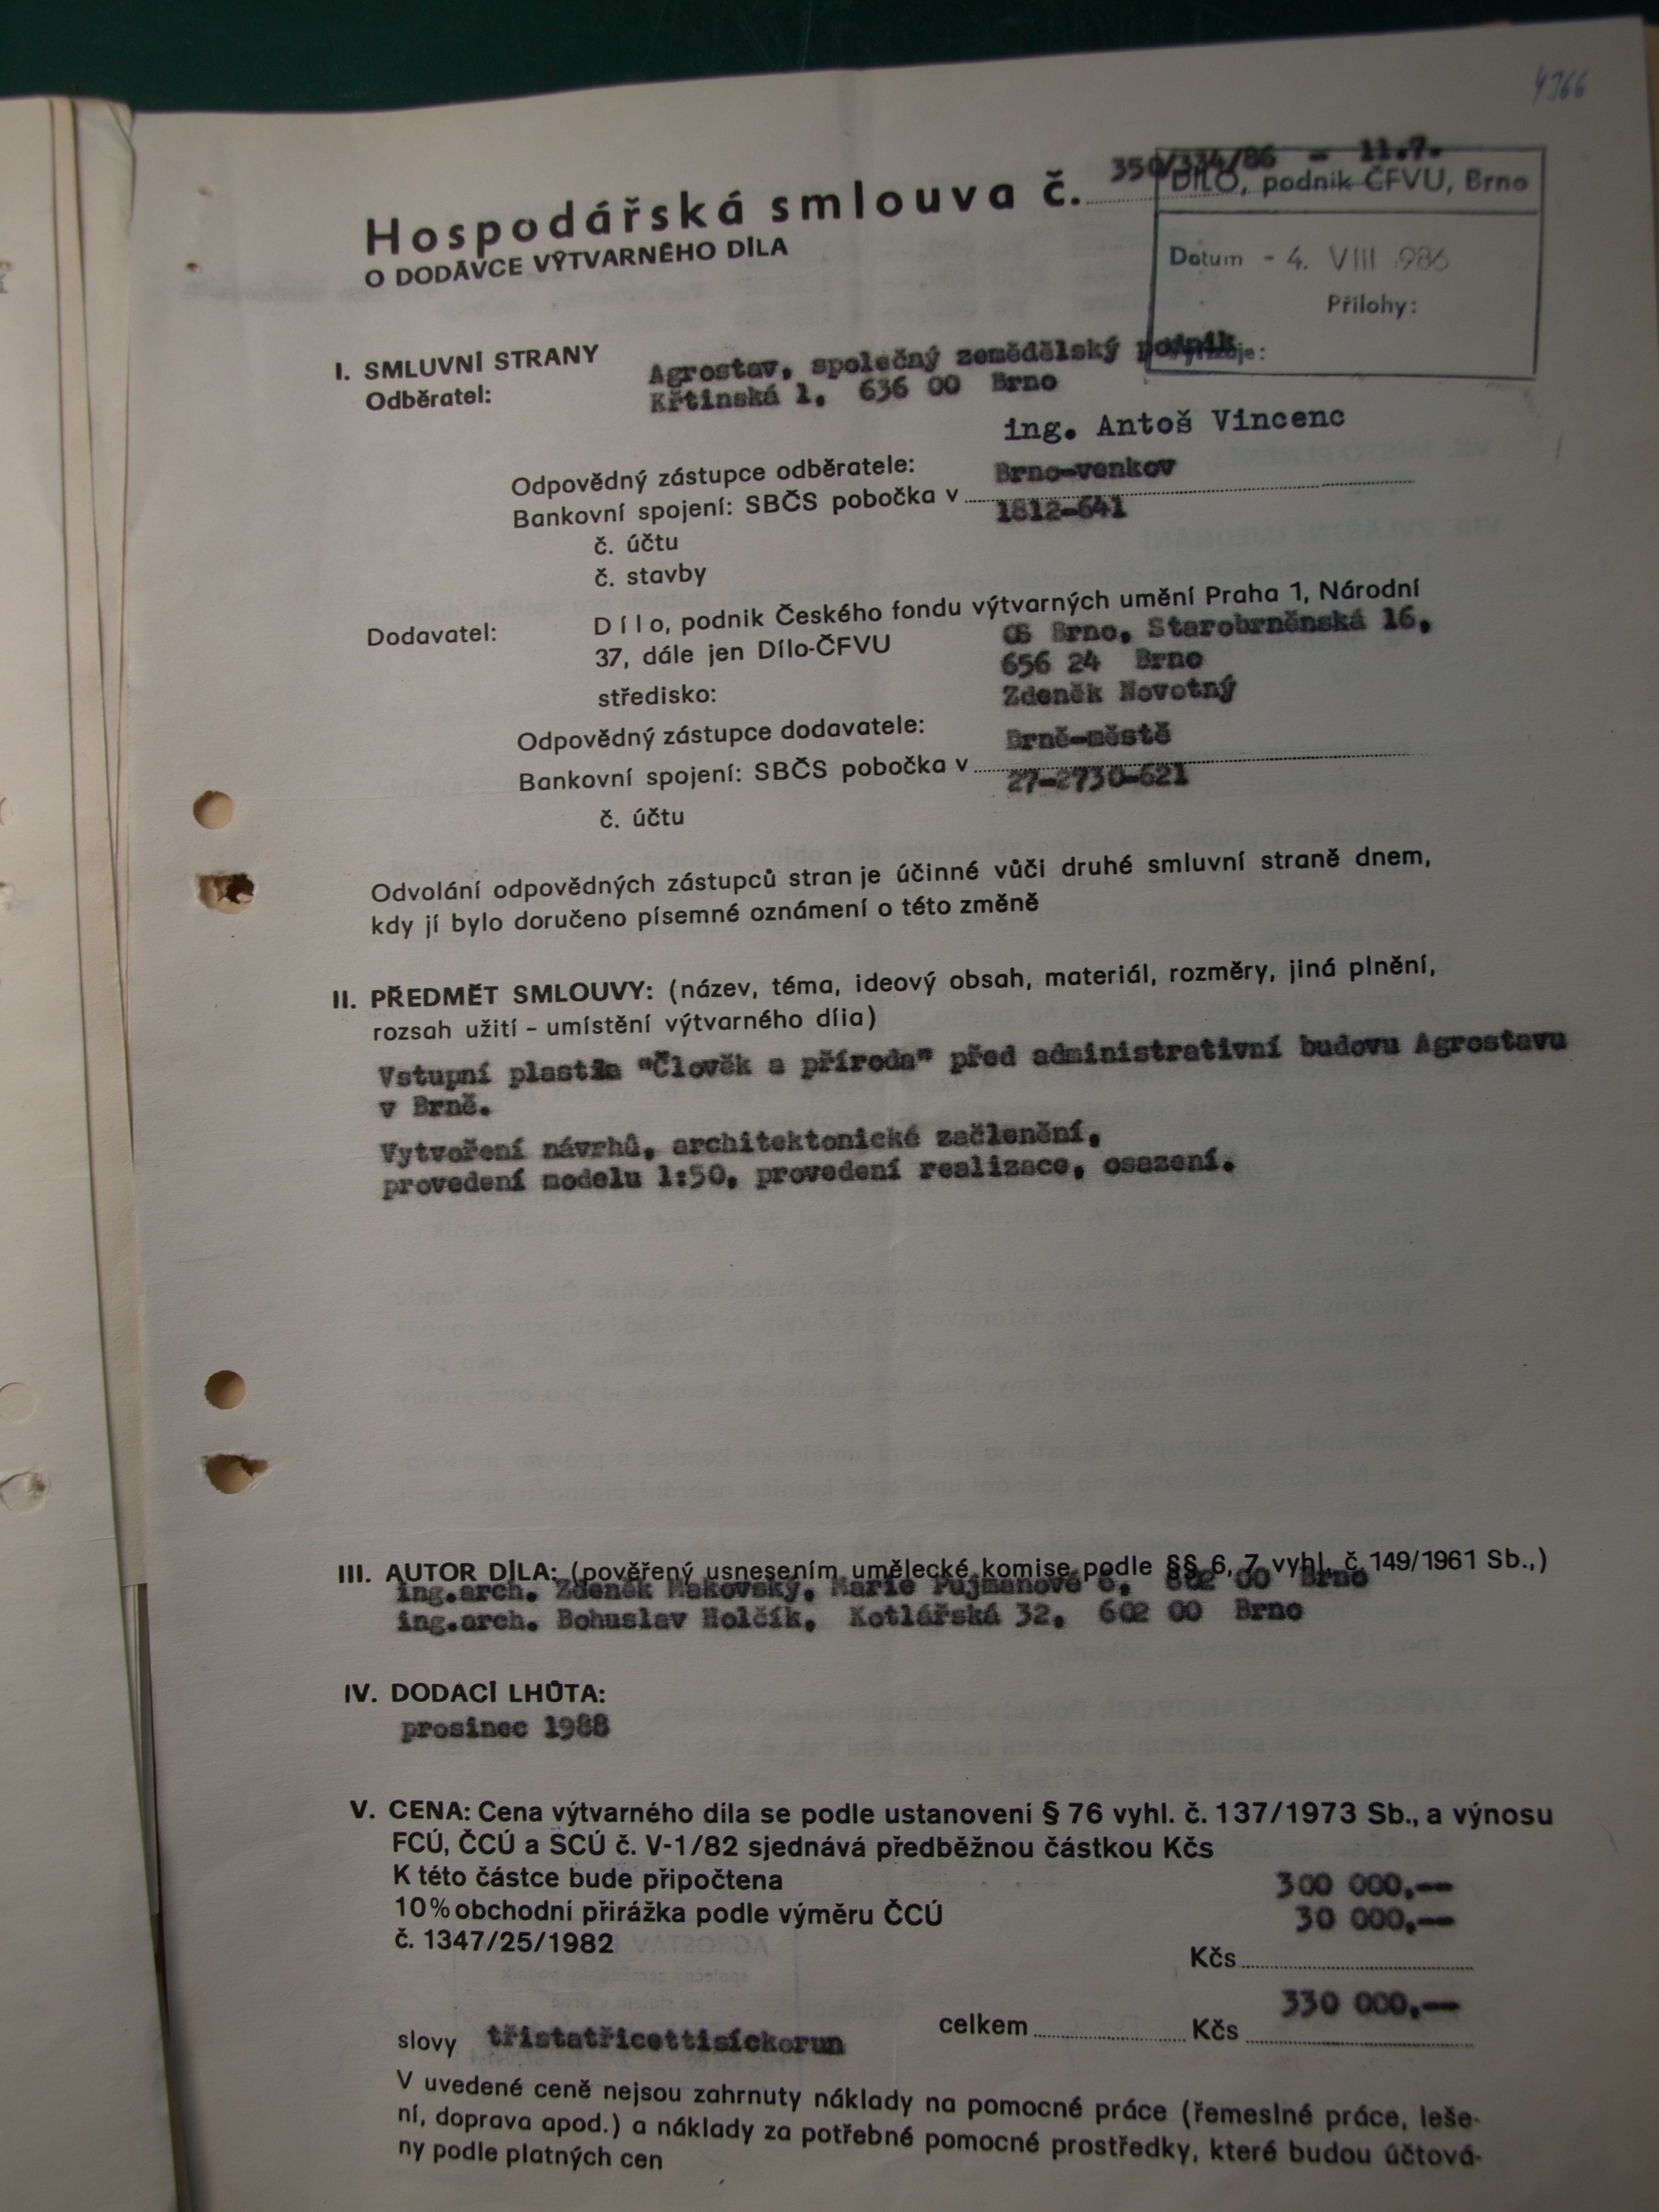 4366
350/334/86 - 11.7.
Hospodářská smlouva č.
O DODÁVCE VÝTVARNÉHO DÍLA
DÍLO, podnik ČFVU, Brno
Datum - 4. VIII 1986
Přílohy:
Vyřizuje:
I. SMLUVNÍ STRANY
Odběratel:
Agrostav, společný zemědělský podnik
Křtinská 1, 636 00 Brno
ing. Antoš Vincenc
Odpovědný zástupce odběratele:
Brno-venkov
Bankovní spojení: SBČS pobočka v
1812-641
č. účtu
č. stavby
Dodavatel:
Dílo, podnik Českého fondu výtvarných umění Praha 1, Národní
37, dále jen Dílo-ČFVU
OS Brno, Starobrněnská 16,
656 24 Brno
středisko:
Zdeněk Novotný
Odpovědný zástupce dodavatele:
Brně-městě
Bankovní spojení: SBČS pobočka v
27-2730-621
č. účtu
Odvolání odpovědných zástupců stran je účinné vůči druhé smluvní straně dnem,
kdy jí bylo doručeno písemné oznámení o této změně
II. PŘEDMĚT SMLOUVY: (název, téma, ideový obsah, materiál, rozměry, jiná plnění,
rozsah užití - umístění výtvarného díla)
Vstupní plastia "Člověk a příroda" před administrativní budovu Agrostavu
v Brně.
Vytvoření návrhů, architektonické začlenění,
provedení modelu 1:50, provedení realizace, osazení.
III. AUTOR DÍLA: (pověřený usnesením umělecké komise podle §§ 6, 7 vyhl. č. 149/1961 Sb.,)
ing.arch. Zdeněk Makovský, Marie Pujmanové 6, 602 00 Brno
ing.arch. Bohuslav Holčík, Kotlářská 32, 602 00 Brno
IV. DODACÍ LHŮTA:
prosinec 1988
V. CENA: Cena výtvarného díla se podle ustanovení § 76 vyhl. č. 137/1973 Sb., a výnosu
FCÚ, ČCÚ a SCÚ č. V-1/82 sjednává předběžnou částkou Kčs
K této částce bude připočtena
300 000,--
10% obchodní přirážka podle výměru ČCÚ
30 000,--
č. 1347/25/1982
Kčs
330 000,--
celkem Kčs
slovy třistatřicettisíckorun
V uvedené ceně nejsou zahrnuty náklady na pomocné práce (řemeslné práce, leše-
ní, doprava apod.) a náklady za potřebné pomocné prostředky, které budou účtová-
ny podle platných cen